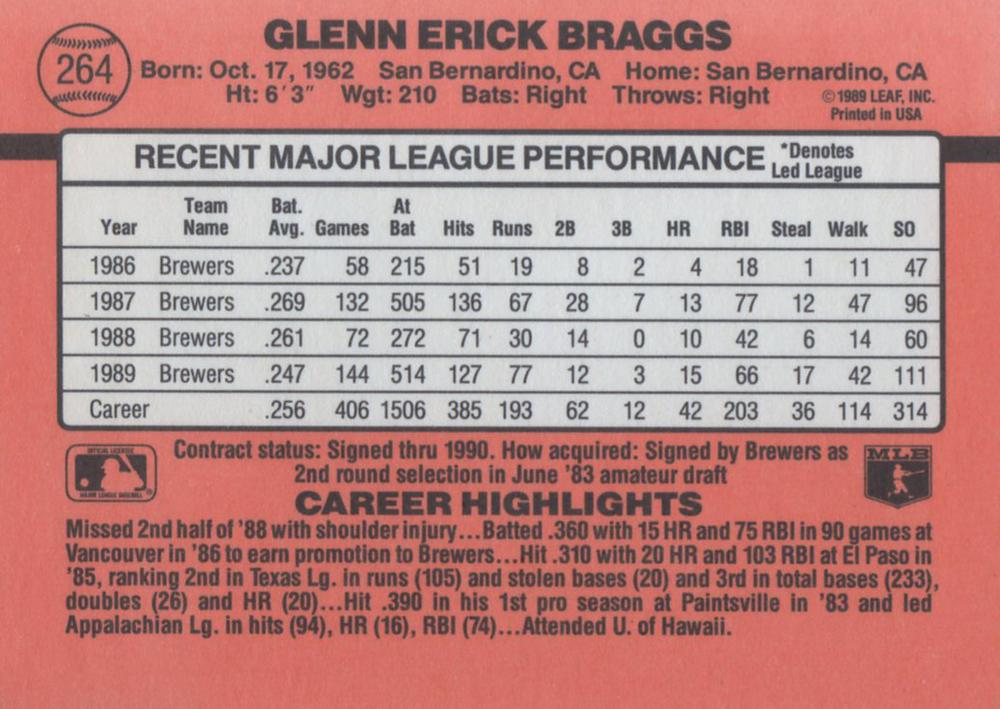 GLENN ERICK BRAGGS
264
Born: Oct. 17, 1962 San Bernardino, CA Home: San Bernardino, CA
Ht: 6'3" Wgt: 210 Bats: Right Throws: Right
©1989 LEAF, INC.
Printed in USA
RECENT MAJOR LEAGUE PERFORMANCE *Denotes
Led League
Year Team Name Bat. Avg. Games At Bat Hits Runs 2B 3B HR RBI Steal Walk SO
1986 Brewers .237 58 215 51 19 8 2 4 18 1 11 47
1987 Brewers .269 132 505 136 67 28 7 13 77 12 47 96
1988 Brewers .261 72 272 71 30 14 0 10 42 6 14 60
1989 Brewers .247 144 514 127 77 12 3 15 66 17 42 111
Career .256 406 1506 385 193 62 12 42 203 36 114 314
OFFICIAL LICENSEE
MAJOR LEAGUE BASEBALL®
Contract status: Signed thru 1990. How acquired: Signed by Brewers as
2nd round selection in June '83 amateur draft
MLB
CAREER HIGHLIGHTS
Missed 2nd half of '88 with shoulder injury...Batted .360 with 15 HR and 75 RBI in 90 games at
Vancouver in '86 to earn promotion to Brewers...Hit .310 with 20 HR and 103 RBI at El Paso in
'85, ranking 2nd in Texas Lg. in runs (105) and stolen bases (20) and 3rd in total bases (233),
doubles (26) and HR (20)...Hit .390 in his 1st pro season at Paintsville in '83 and led
Appalachian Lg. in hits (94), HR (16), RBI (74)...Attended U. of Hawaii.